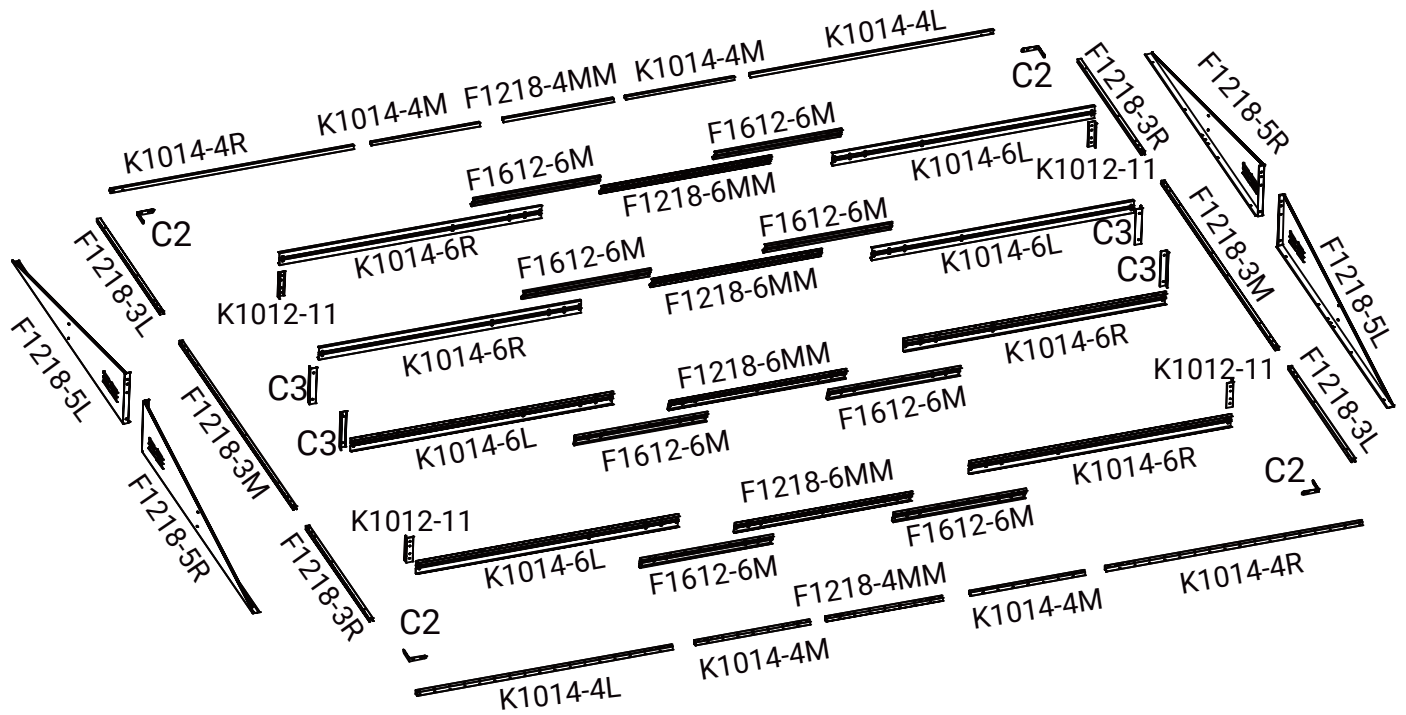 K1014-4L
K1014-4M
F1218-4MM
K1014-4M
K1014-4R
C2
F1218-3R
F1218-5R
F1612-6M
K1014-6L
K1012-11
F1612-6M
F1218-6MM
C2
K1014-6R
F1218-3L
K1012-11
F1218-5L
F1612-6M
K1014-6L
C3
F1218-3M
F1612-6M
F1218-6MM
C3
F1218-5L
K1014-6R
K1014-6R
C3
F1218-6MM
K1012-11
F1218-3L
F1612-6M
F1218-3M
C3
K1014-6L
F1612-6M
K1014-6R
C2
F1218-5R
F1218-6MM
K1012-11
F1612-6M
F1218-3R
K1014-6L
F1612-6M
F1218-4MM
K1014-4R
K1014-4M
C2
K1014-4M
K1014-4L